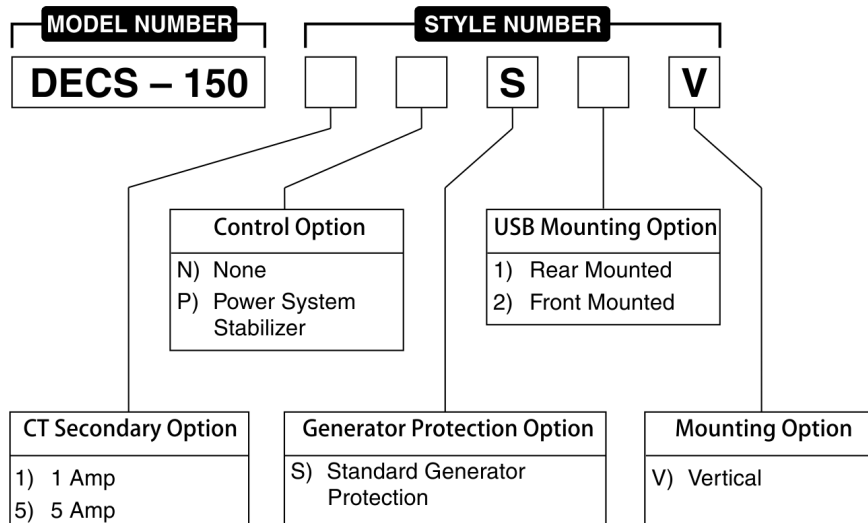 MODEL NUMBER
STYLE NUMBER
DECS – 150
S
V
Control Option
N) None
P) Power System
Stabilizer
USB Mounting Option
1) Rear Mounted
2) Front Mounted
CT Secondary Option
1) 1 Amp
5) 5 Amp
Generator Protection Option
S) Standard Generator
Protection
Mounting Option
V) Vertical